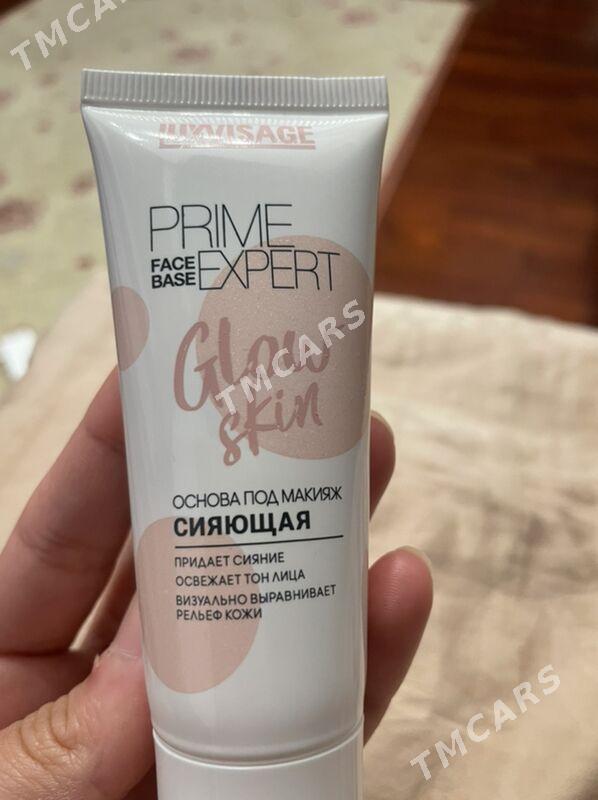 TMCARS
TMCARS
LUXVISAGE
PRIME
FACE BASE EXPERT
Glow
skin
TMCARS
ОСНОВА ПОД МАКИЯЖ
СИЯЮЩАЯ
ПРИДАЕТ СИЯНИЕ
ОСВЕЖАЕТ ТОН ЛИЦА
ВИЗУАЛЬНО ВЫРАВНИВАЕТ
РЕЛЬЕФ КОЖИ
TMCARS
TMCARS